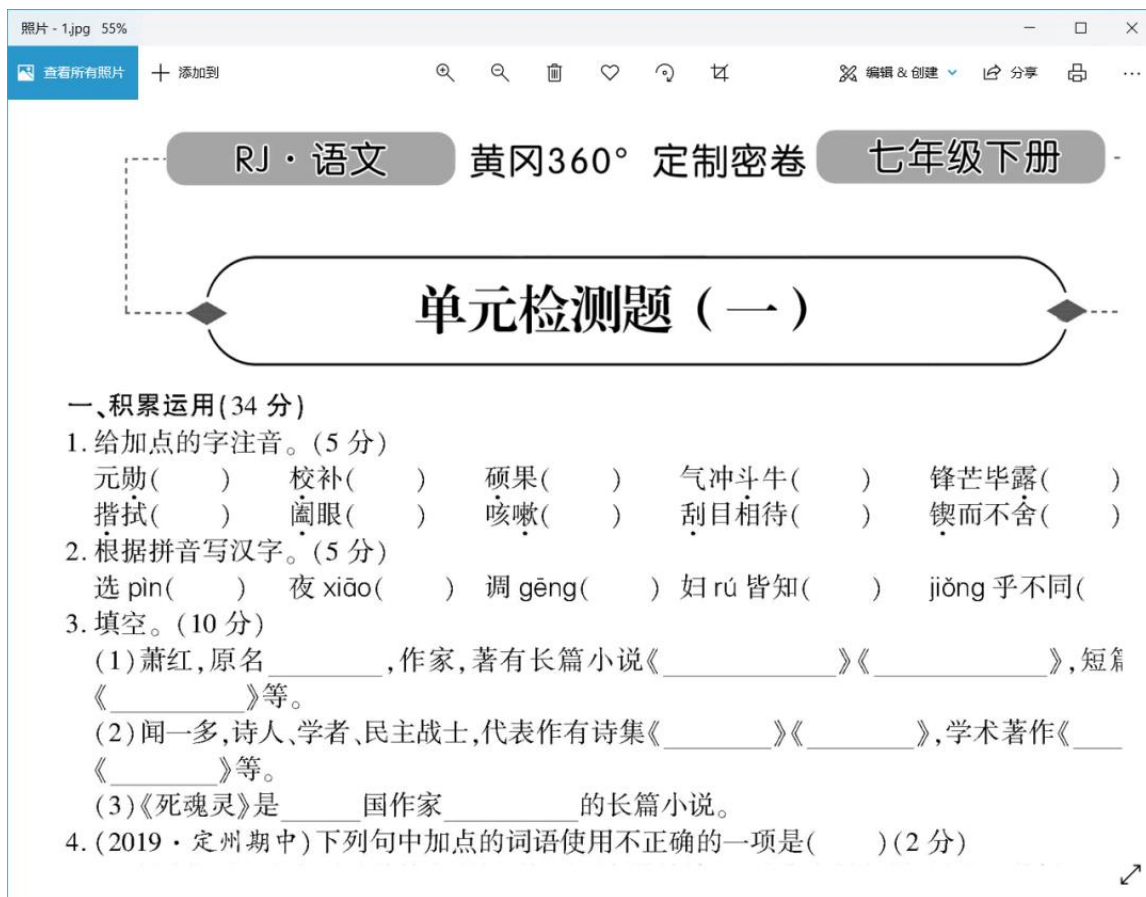 照片 - 1.jpg 55%
查看所有照片 添加到 编辑 & 创建 分享
RJ·语文 黄冈360° 定制密卷 七年级下册
单元检测题（一）
一、积累运用(34 分)
1. 给加点的字注音。(5 分)
元勋( ) 校补( ) 硕果( ) 气冲斗牛( ) 锋芒毕露( )
揩拭( ) 阖眼( ) 咳嗽( ) 刮目相待( ) 锲而不舍( )
2. 根据拼音写汉字。(5 分)
选 pìn( ) 夜 xiāo( ) 调 gēng( ) 妇 rú 皆知( ) jiǒng 乎不同(
3. 填空。(10 分)
(1)萧红,原名________,作家,著有长篇小说《____________》《____________》,短篇
《__________》等。
(2)闻一多,诗人、学者、民主战士,代表作有诗集《________》《________》,学术著作《____
《________》等。
(3)《死魂灵》是______国作家__________的长篇小说。
4. (2019·定州期中)下列句中加点的词语使用不正确的一项是( )(2 分)